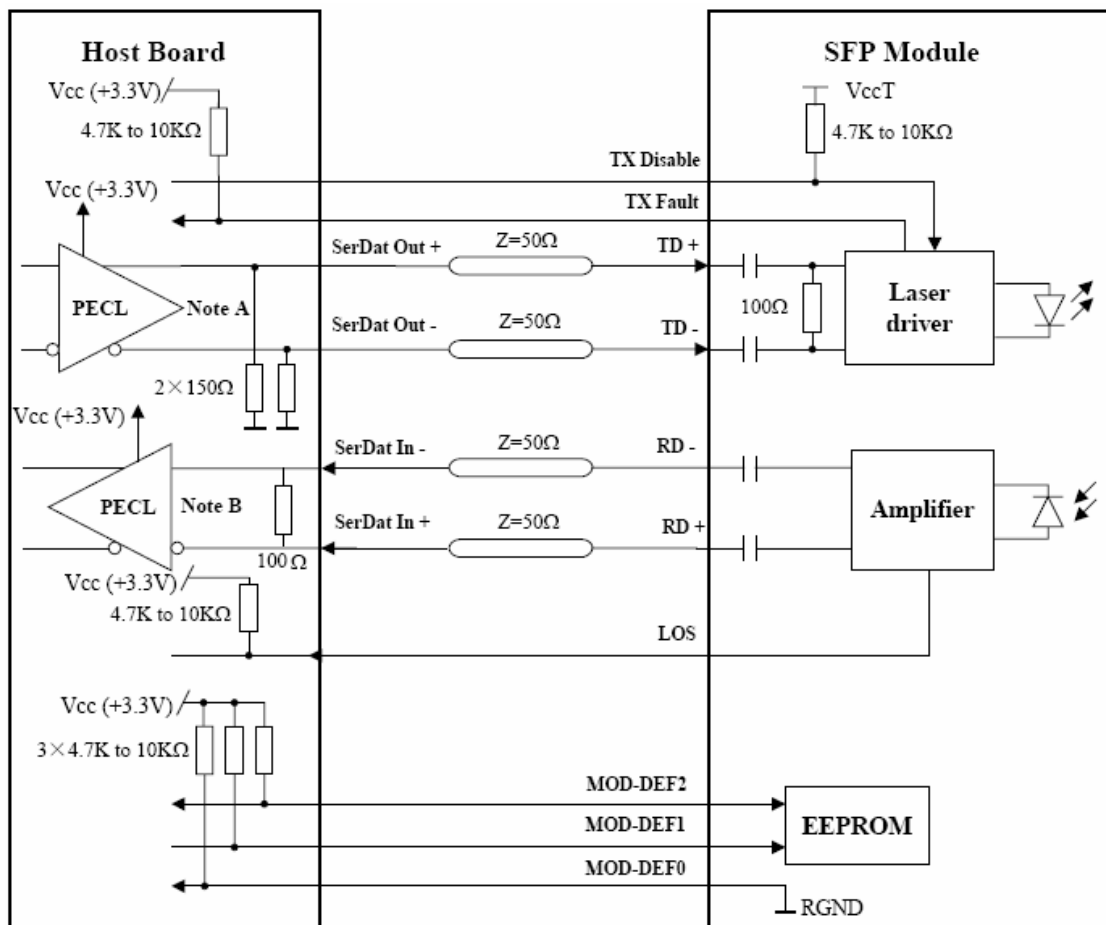 Host Board
SFP Module
Vcc (+3.3V)
4.7K to 10KΩ
VccT
4.7K to 10KΩ
TX Disable
Vcc (+3.3V)
TX Fault
SerDat Out +
Z=50Ω
TD +
PECL
Note A
100Ω
Laser
driver
SerDat Out -
Z=50Ω
TD -
2×150Ω
Vcc (+3.3V)
SerDat In -
Z=50Ω
RD -
PECL
Note B
Amplifier
SerDat In +
Z=50Ω
RD +
100Ω
Vcc (+3.3V)
4.7K to 10KΩ
LOS
Vcc (+3.3V)
3×4.7K to 10KΩ
MOD-DEF2
EEPROM
MOD-DEF1
MOD-DEF0
RGND